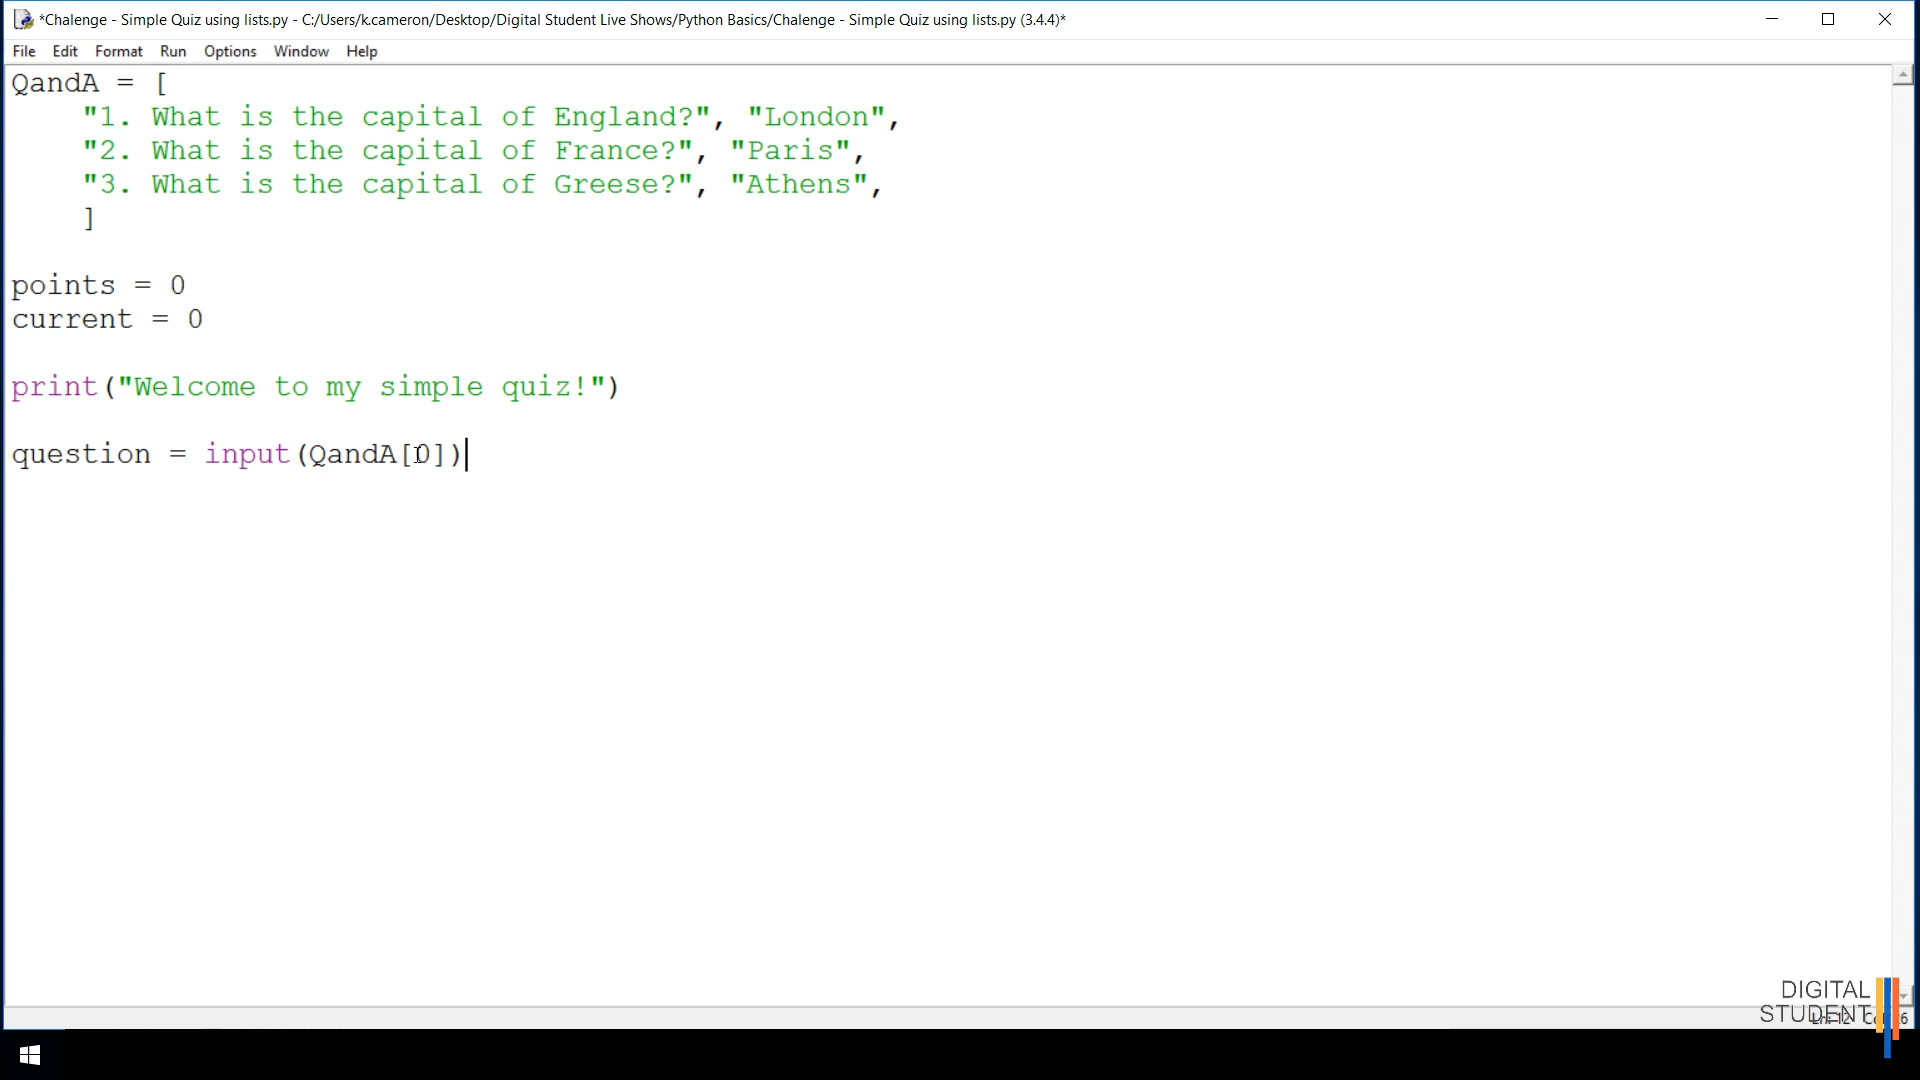 *Chalenge - Simple Quiz using lists.py - C:/Users/k.cameron/Desktop/Digital Student Live Shows/Python Basics/Chalenge - Simple Quiz using lists.py (3.4.4)*
File Edit Format Run Options Window Help
QandA = [
    "1. What is the capital of England?", "London",
    "2. What is the capital of France?", "Paris",
    "3. What is the capital of Greese?", "Athens",
    ]
points = 0
current = 0
print("Welcome to my simple quiz!")
question = input(QandA[0])
DIGITAL
STUDENT